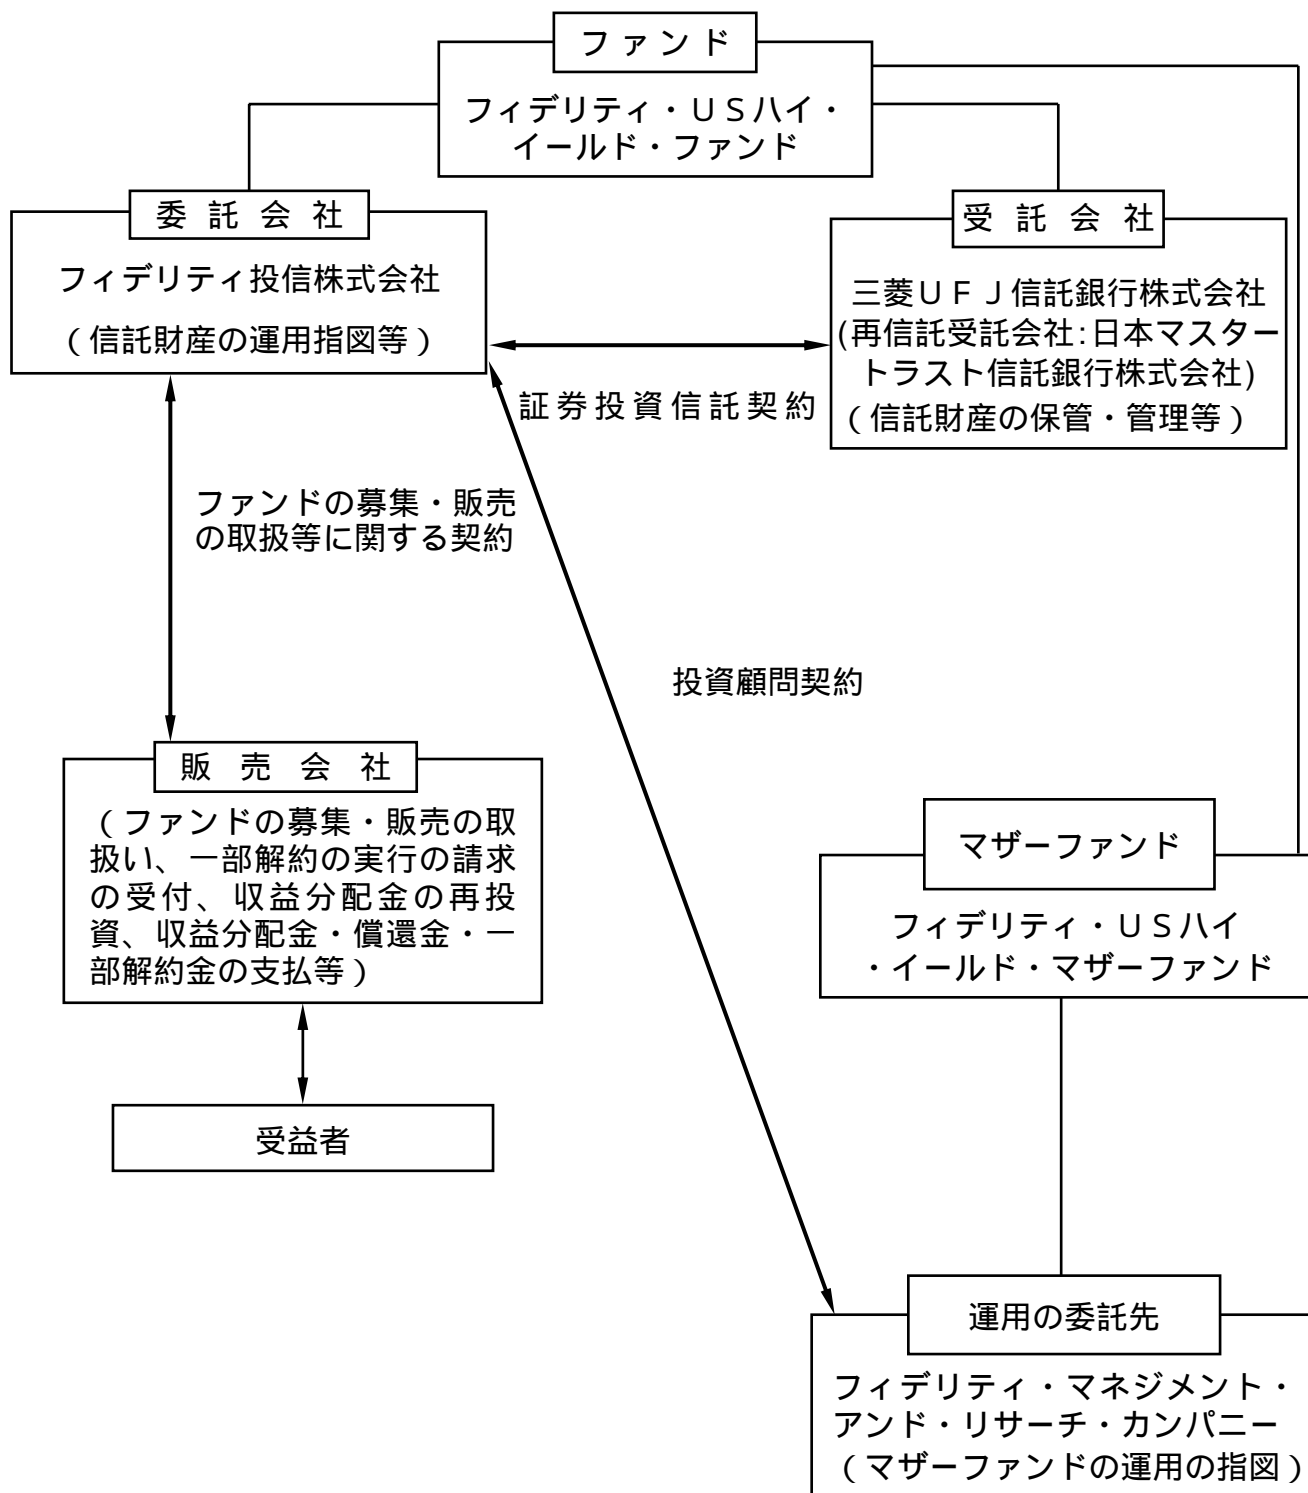 ファンド
フィデリティ・ＵＳハイ・
イールド・ファンド
委託会社
フィデリティ投信株式会社
（信託財産の運用指図等）
受託会社
三菱ＵＦＪ信託銀行株式会社
(再信託受託会社:日本マスター
トラスト信託銀行株式会社)
（信託財産の保管・管理等）
証券投資信託契約
ファンドの募集・販売
の取扱等に関する契約
投資顧問契約
販売会社
（ファンドの募集・販売の取
扱い、一部解約の実行の請求
の受付、収益分配金の再投
資、収益分配金・償還金・一
部解約金の支払等）
マザーファンド
フィデリティ・ＵＳハイ
・イールド・マザーファンド
受益者
運用の委託先
フィデリティ・マネジメント・
アンド・リサーチ・カンパニー
（マザーファンドの運用の指図）